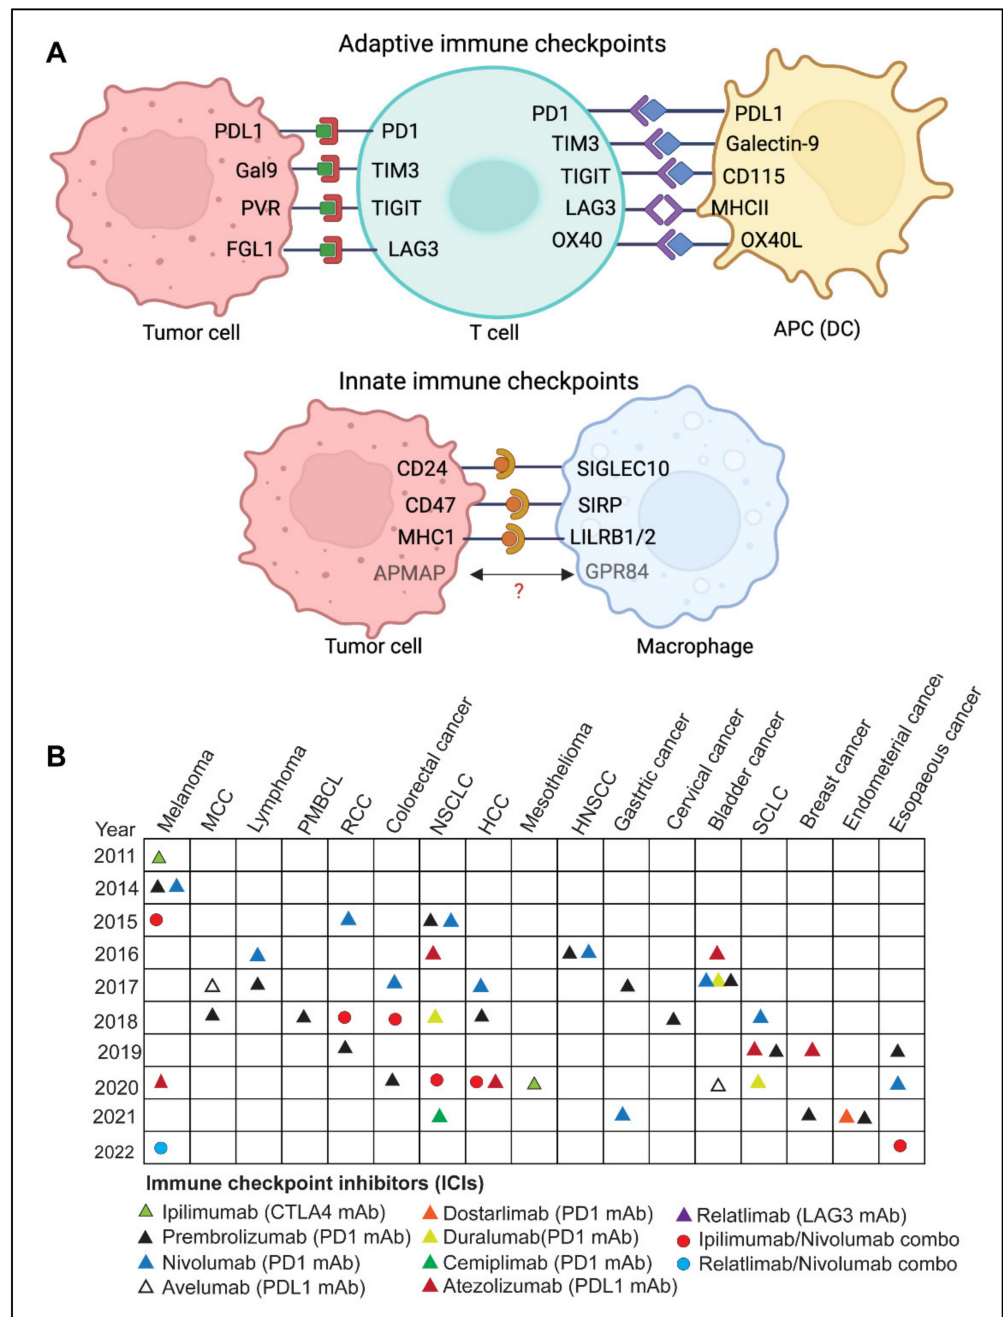 A
Adaptive immune checkpoints
PDL1 PD1 PD1 PDL1
Gal9 TIM3 TIM3 Galectin-9
PVR TIGIT TIGIT CD115
FGL1 LAG3 LAG3 MHCII
OX40 OX40L
Tumor cell T cell APC (DC)
Innate immune checkpoints
CD24 SIGLEC10
CD47 SIRP
MHC1 LILRB1/2
APMAP GPR84
?
Tumor cell Macrophage
B
Year Melanoma MCC Lymphoma PMBCL RCC Colorectal cancer NSCLC HCC Mesothelioma HNSCC Gastrtic cancer Cervical cancer Bladder cancer SCLC Breast cancer Endometerial cancer Esopaeous cancer
2011
2014
2015
2016
2017
2018
2019
2020
2021
2022
Immune checkpoint inhibitors (ICIs)
Ipilimumab (CTLA4 mAb) Dostarlimab (PD1 mAb) Relatlimab (LAG3 mAb)
Prembrolizumab (PD1 mAb) Duralumab(PD1 mAb) Ipilimumab/Nivolumab combo
Nivolumab (PD1 mAb) Cemiplimab (PD1 mAb) Relatlimab/Nivolumab combo
Avelumab (PDL1 mAb) Atezolizumab (PDL1 mAb)